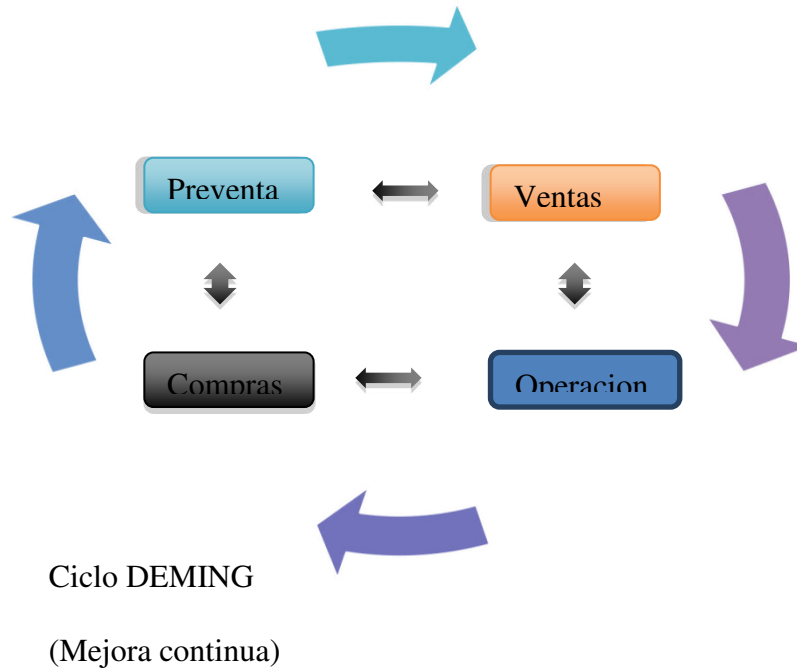 Preventa
Ventas
Compras
Operacion
Ciclo DEMING
(Mejora continua)